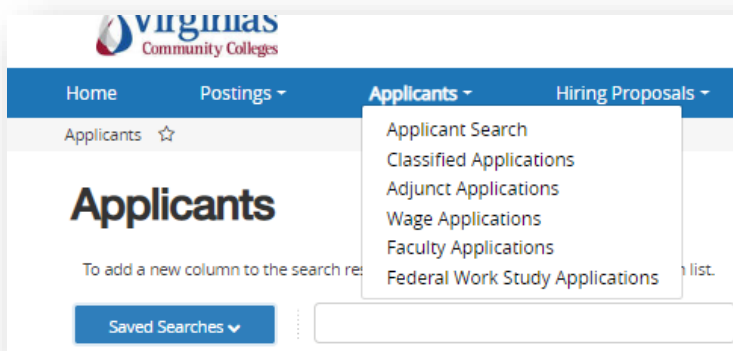 Virginia's
Community Colleges
Home Postings Applicants Hiring Proposals
Applicants
Applicant Search
Classified Applications
Adjunct Applications
Wage Applications
Faculty Applications
Federal Work Study Applications
Applicants
To add a new column to the search list.
Saved Searches